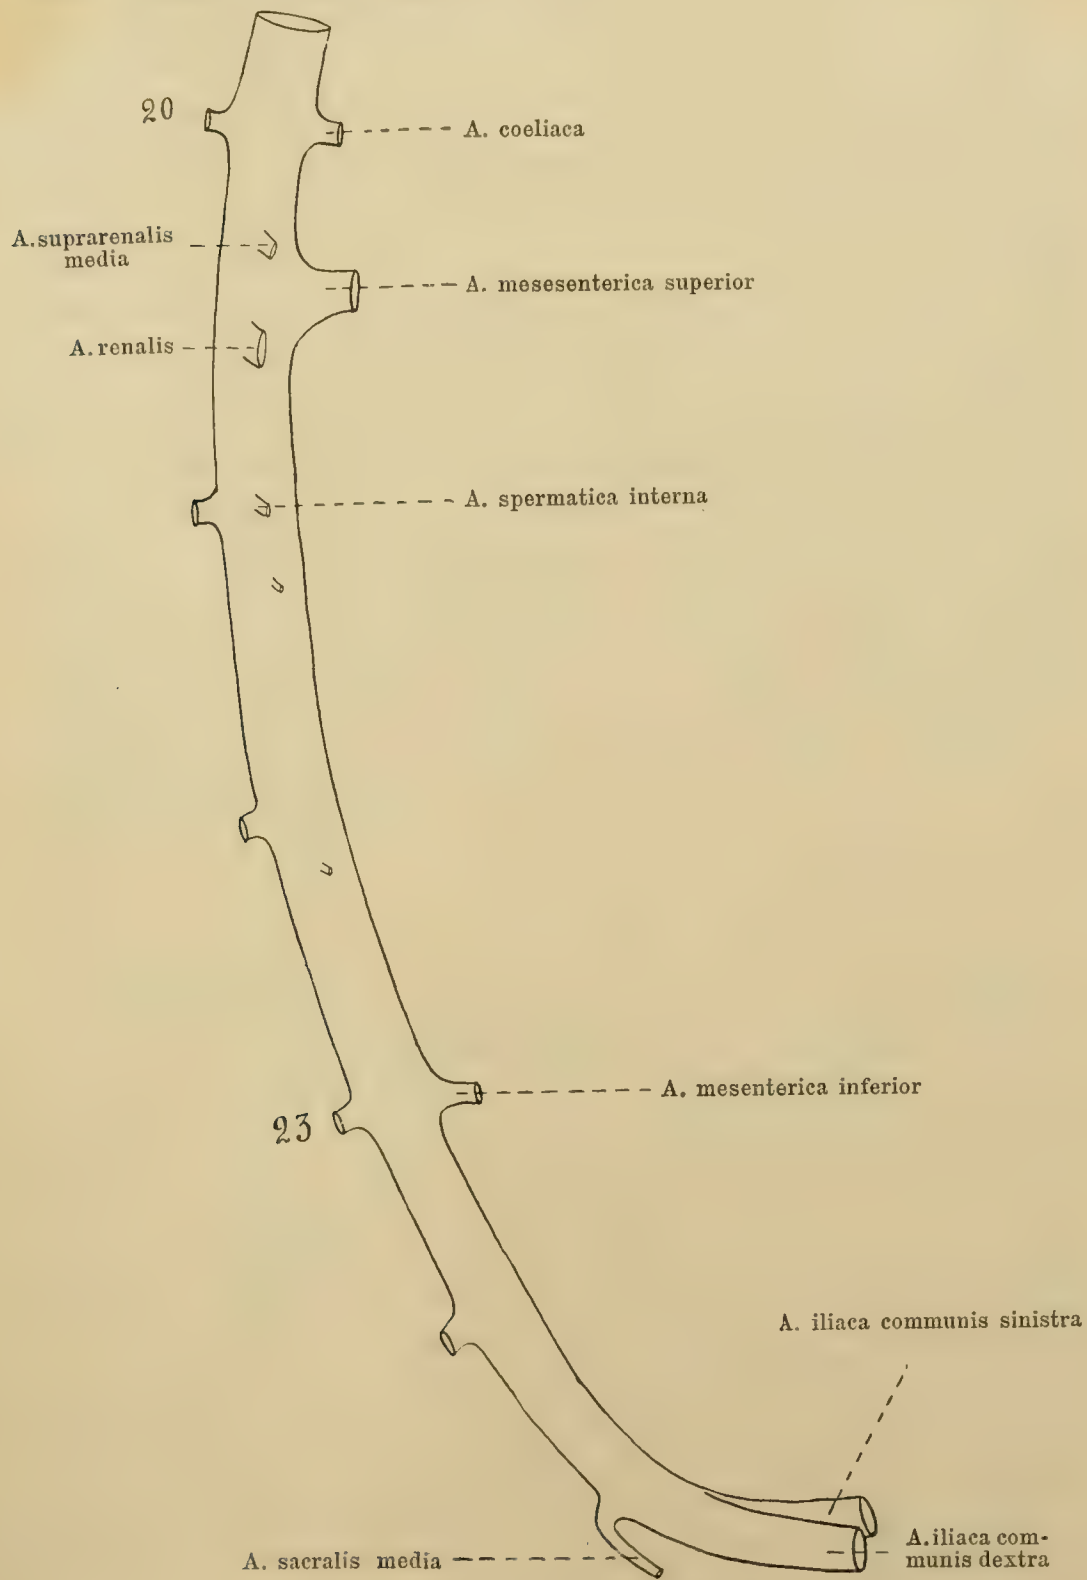 20
A. coeliaca
A. suprarenalis
media
A. mesesenterica superior
A. renalis
A. spermatica interna
A. mesenterica inferior
23
A. iliaca communis sinistra
A. iliaca com-
munis dextra
A. sacralis media